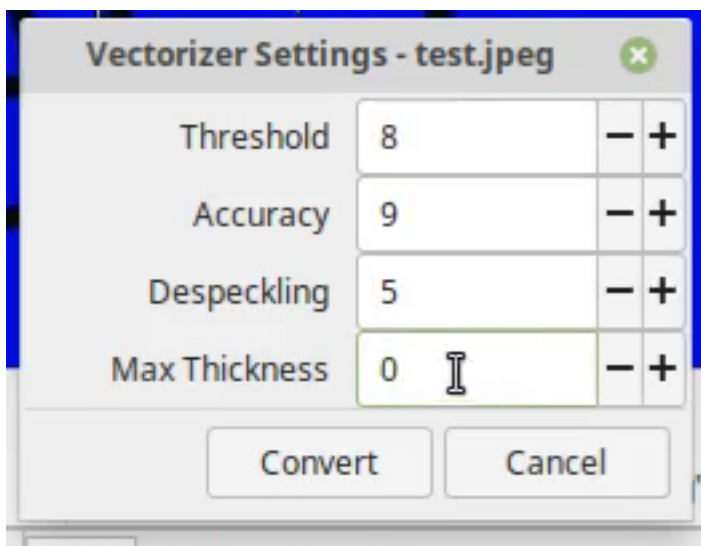 Vectorizer Settings - test.jpeg
Threshold 8
Accuracy 9
Despeckling 5
Max Thickness 0
Convert Cancel